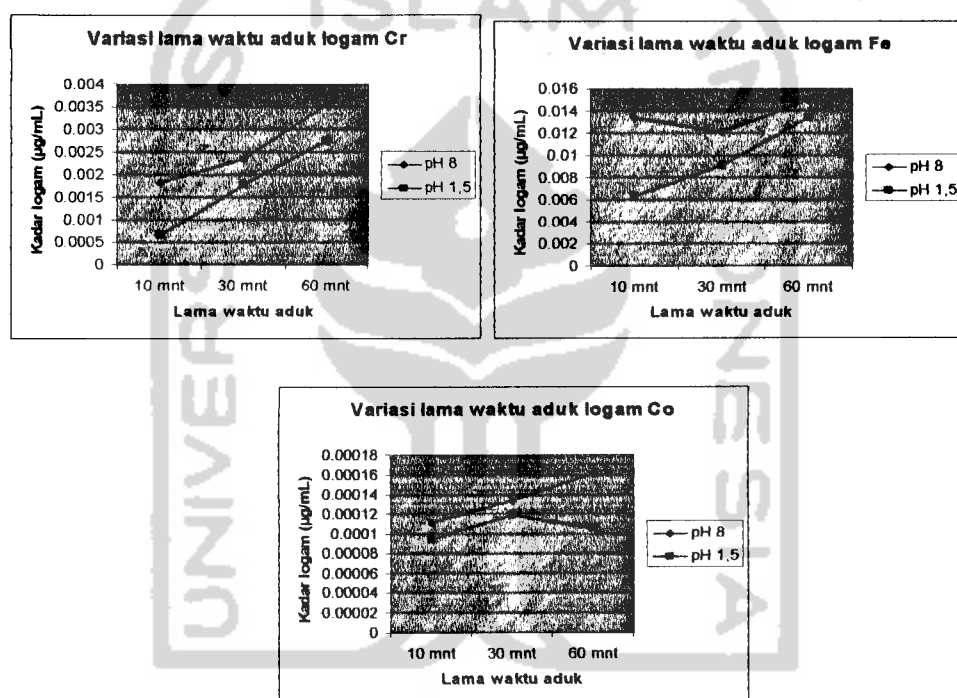 Variasi lama waktu aduk logam Cr
Kadar logam (µg/mL)
0.004
0.0035
0.003
0.0025
0.002
0.0015
0.001
0.0005
0
10 mnt 30 mnt 60 mnt
Lama waktu aduk
pH 8
pH 1,5
Variasi lama waktu aduk logam Fe
Kadar logam (µg/mL)
0.016
0.014
0.012
0.01
0.008
0.006
0.004
0.002
0
10 mnt 30 mnt 60 mnt
Lama waktu aduk
pH 8
pH 1,5
Variasi lama waktu aduk logam Co
Kadar logam (µg/mL)
0.00018
0.00016
0.00014
0.00012
0.0001
0.00008
0.00006
0.00004
0.00002
0
10 mnt 30 mnt 60 mnt
Lama waktu aduk
pH 8
pH 1,5
ISLAM